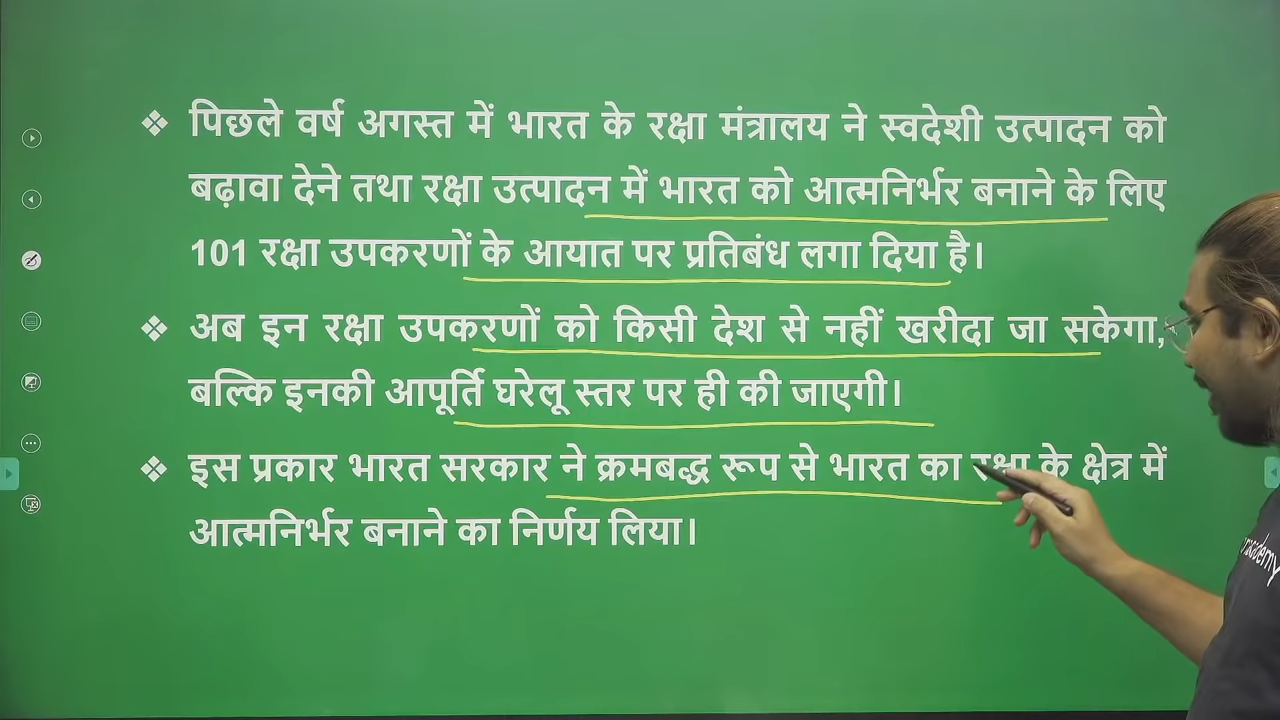 ❖ पिछले वर्ष अगस्त में भारत के रक्षा मंत्रालय ने स्वदेशी उत्पादन को
बढ़ावा देने तथा रक्षा उत्पादन में भारत को आत्मनिर्भर बनाने के लिए
101 रक्षा उपकरणों के आयात पर प्रतिबंध लगा दिया है।
❖ अब इन रक्षा उपकरणों को किसी देश से नहीं खरीदा जा सकेगा,
बल्कि इनकी आपूर्ति घरेलू स्तर पर ही की जाएगी।
❖ इस प्रकार भारत सरकार ने क्रमबद्ध रूप से भारत का रक्षा के क्षेत्र में
आत्मनिर्भर बनाने का निर्णय लिया।